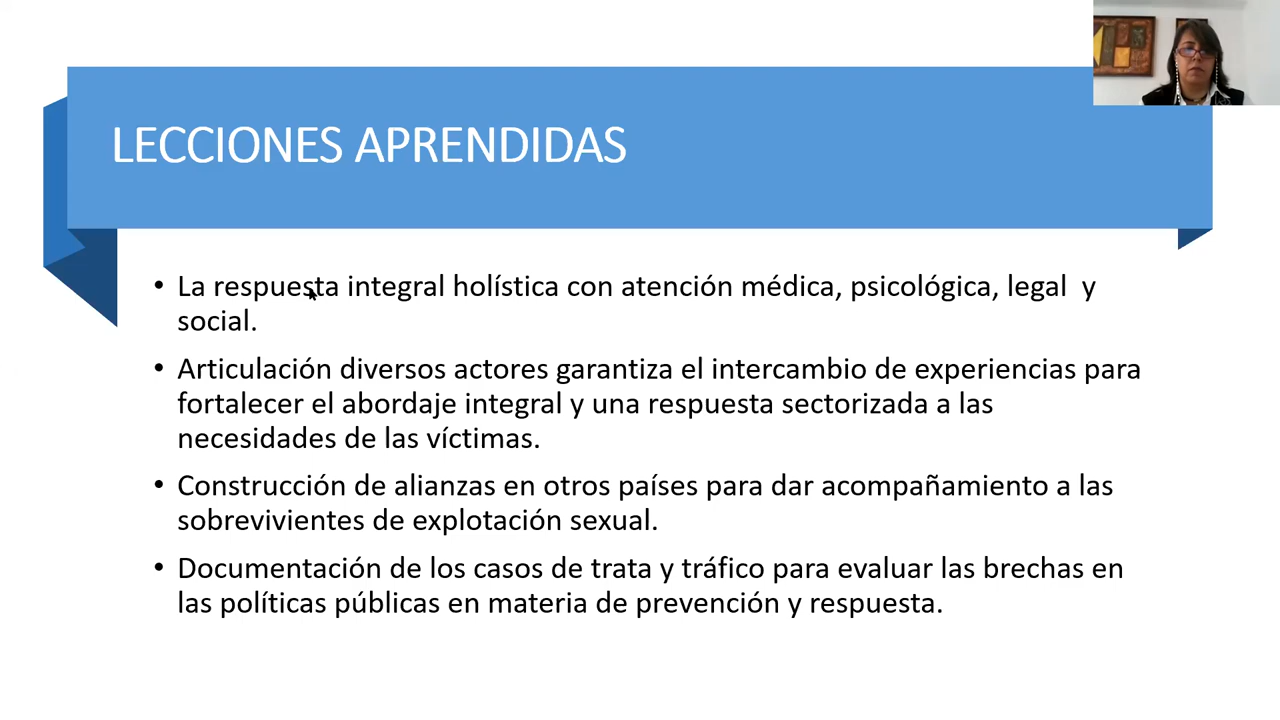 LECCIONES APRENDIDAS
• La respuesta integral holística con atención médica, psicológica, legal y
social.
• Articulación diversos actores garantiza el intercambio de experiencias para
fortalecer el abordaje integral y una respuesta sectorizada a las
necesidades de las víctimas.
• Construcción de alianzas en otros países para dar acompañamiento a las
sobrevivientes de explotación sexual.
• Documentación de los casos de trata y tráfico para evaluar las brechas en
las políticas públicas en materia de prevención y respuesta.